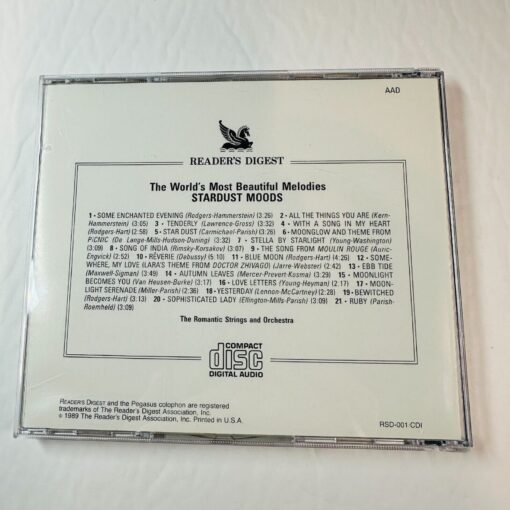 AAD
READER'S DIGEST
The World's Most Beautiful Melodies
STARDUST MOODS
1 • SOME ENCHANTED EVENING (Rodgers-Hammerstein) (3:26) 2 • ALL THE THINGS YOU ARE (Kern-
Hammerstein) (3:05) 3 • TENDERLY (Lawrence-Gross) (3:32) 4 • WITH A SONG IN MY HEART
(Rodgers-Hart) (2:58) 5 • STAR DUST (Carmichael-Parish) (3:26) 6 • MOONGLOW AND THEME FROM
PICNIC (De Lange-Mills-Hudson-Duning) (3:32) 7 • STELLA BY STARLIGHT (Young-Washington)
(3:09) 8 • SONG OF INDIA (Rimsky-Korsakov) (3:09) 9 • THE SONG FROM MOULIN ROUGE (Auric-
Engvick) (2:52) 10 • RÊVERIE (Debussy) (5:10) 11 • BLUE MOON (Rodgers-Hart) (4:26) 12 • SOME-
WHERE, MY LOVE (LARA'S THEME FROM DOCTOR ZHIVAGO) (Jarre-Webster) (2:42) 13 • EBB TIDE
(Maxwell-Sigman) (3:49) 14 • AUTUMN LEAVES (Mercer-Prevert-Kosma) (3:29) 15 • MOONLIGHT
BECOMES YOU (Van Heusen-Burke) (3:17) 16 • LOVE LETTERS (Young-Heyman) (2:51) 17 • MOON-
LIGHT SERENADE (Miller-Parish) (2:36) 18 • YESTERDAY (Lennon-McCartney) (2:28) 19 • BEWITCHED
(Rodgers-Hart) (3:13) 20 • SOPHISTICATED LADY (Ellington-Mills-Parish) (3:09) 21 • RUBY (Parish-
Roemheld) (3:09)
The Romantic Strings and Orchestra
COMPACT
disc
DIGITAL AUDIO
READER'S DIGEST and the Pegasus colophon are registered
trademarks of The Reader's Digest Association, Inc.
© 1989 The Reader's Digest Association, Inc. Printed in U.S.A.
RSD-001 CDI